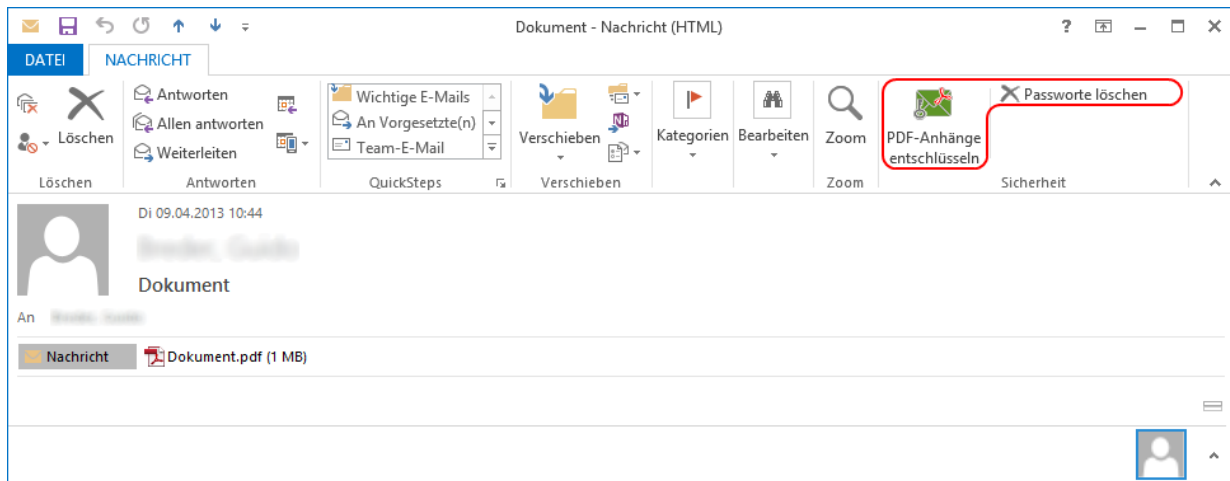 Dokument - Nachricht (HTML)
?
DATEI NACHRICHT
Löschen
Antworten
Allen antworten
Weiterleiten
Wichtige E-Mails
An Vorgesetzte(n)
Team-E-Mail
Verschieben
Kategorien
Bearbeiten
Zoom
PDF-Anhänge
entschlüsseln
Passworte löschen
Löschen Antworten QuickSteps Verschieben Zoom Sicherheit
Di 09.04.2013 10:44
Dokument
An
Nachricht Dokument.pdf (1 MB)